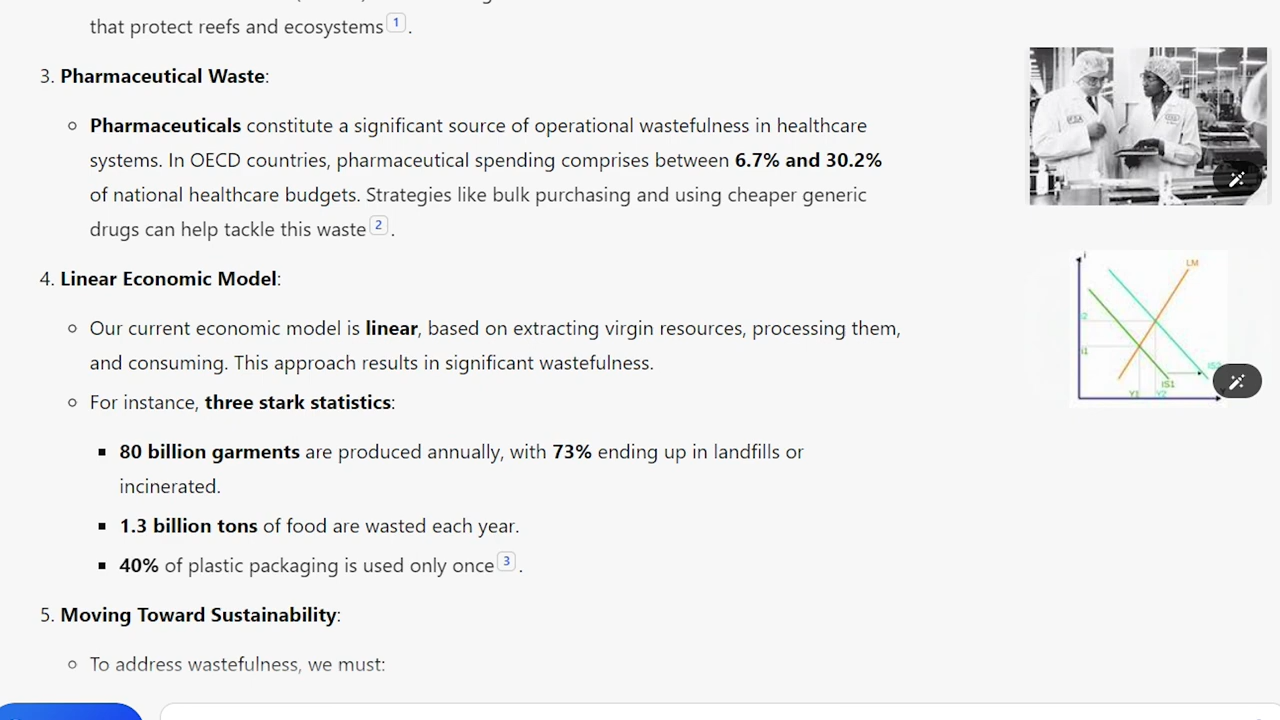 that protect reefs and ecosystems 1 .
3. Pharmaceutical Waste:
Pharmaceuticals constitute a significant source of operational wastefulness in healthcare
systems. In OECD countries, pharmaceutical spending comprises between 6.7% and 30.2%
of national healthcare budgets. Strategies like bulk purchasing and using cheaper generic
drugs can help tackle this waste 2 .
4. Linear Economic Model:
Our current economic model is linear, based on extracting virgin resources, processing them,
and consuming. This approach results in significant wastefulness.
For instance, three stark statistics:
80 billion garments are produced annually, with 73% ending up in landfills or
incinerated.
1.3 billion tons of food are wasted each year.
40% of plastic packaging is used only once 3 .
5. Moving Toward Sustainability:
To address wastefulness, we must:
i
LM
i2
i1
IS2
IS1
Y1 Y2